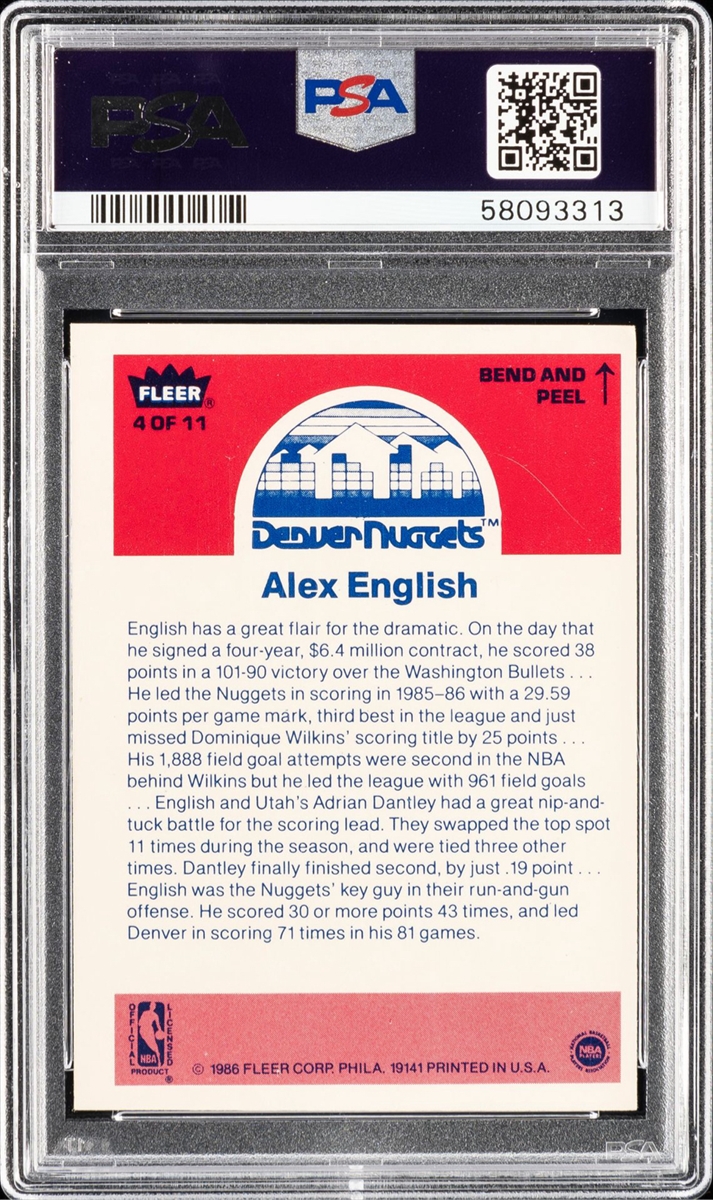 PSA
PSA
58093313
FLEER®
4 OF 11
BEND AND
PEEL
Denver Nuggets™
Alex English
English has a great flair for the dramatic. On the day that
he signed a four-year, $6.4 million contract, he scored 38
points in a 101-90 victory over the Washington Bullets . . .
He led the Nuggets in scoring in 1985–86 with a 29.59
points per game mark, third best in the league and just
missed Dominique Wilkins' scoring title by 25 points . . .
His 1,888 field goal attempts were second in the NBA
behind Wilkins but he led the league with 961 field goals
. . . English and Utah's Adrian Dantley had a great nip-and-
tuck battle for the scoring lead. They swapped the top spot
11 times during the season, and were tied three other
times. Dantley finally finished second, by just .19 point . . .
English was the Nuggets' key guy in their run-and-gun
offense. He scored 30 or more points 43 times, and led
Denver in scoring 71 times in his 81 games.
OFFICIAL
LICENSED
NBA
PRODUCT ®
© 1986 FLEER CORP. PHILA. 19141 PRINTED IN U.S.A.
NATIONAL BASKETBALL
NBA
PLAYERS
ASSOCIATION
PSA